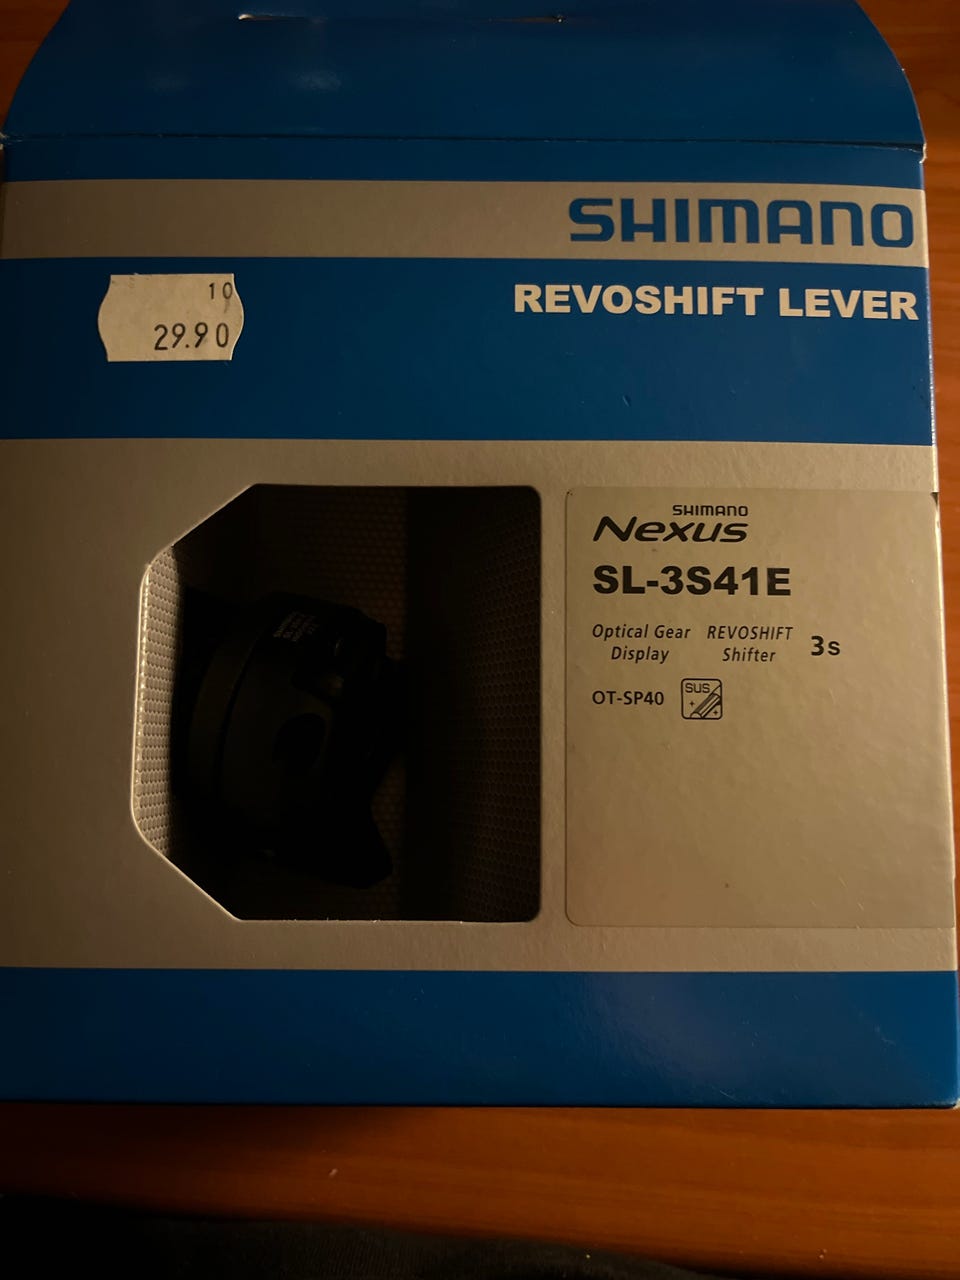 SHIMANO
REVOSHIFT LEVER
10
29.90
SHIMANO
Nexus
SL-3S41E
Optical Gear Display
REVOSHIFT Shifter
3s
OT-SP40
SUS